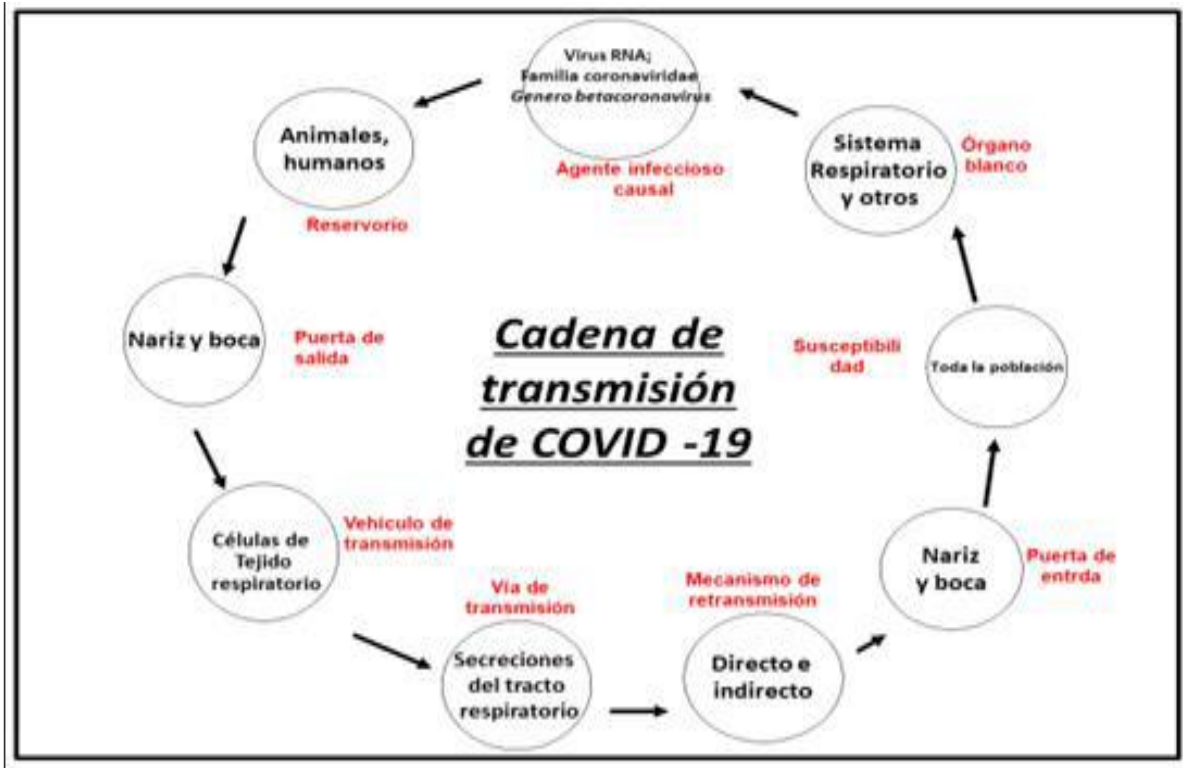 Virus RNA;
Familia coronaviridae
Genero betacoronavirus
Agente infeccioso
causal
Animales,
humanos
Reservorio
Nariz y boca
Puerta de
salida
Células de
Tejido
respiratorio
Vehículo de
transmisión
Vía de
transmisión
Secreciones
del tracto
respiratorio
Mecanismo de
retransmisión
Directo e
indirecto
Nariz
y boca
Puerta de
entrda
Toda la población
Susceptibili
dad
Sistema
Respiratorio
y otros
Órgano
blanco
Cadena de
transmisión
de COVID -19